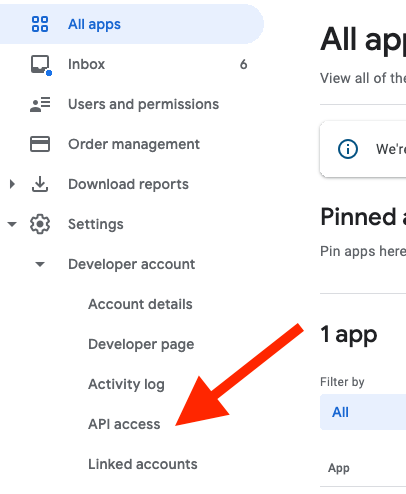 All apps
Inbox 6
Users and permissions
Order management
Download reports
Settings
Developer account
Account details
Developer page
Activity log
API access
Linked accounts
All app
View all of the
We're
Pinned a
Pin apps here
1 app
Filter by
All
App